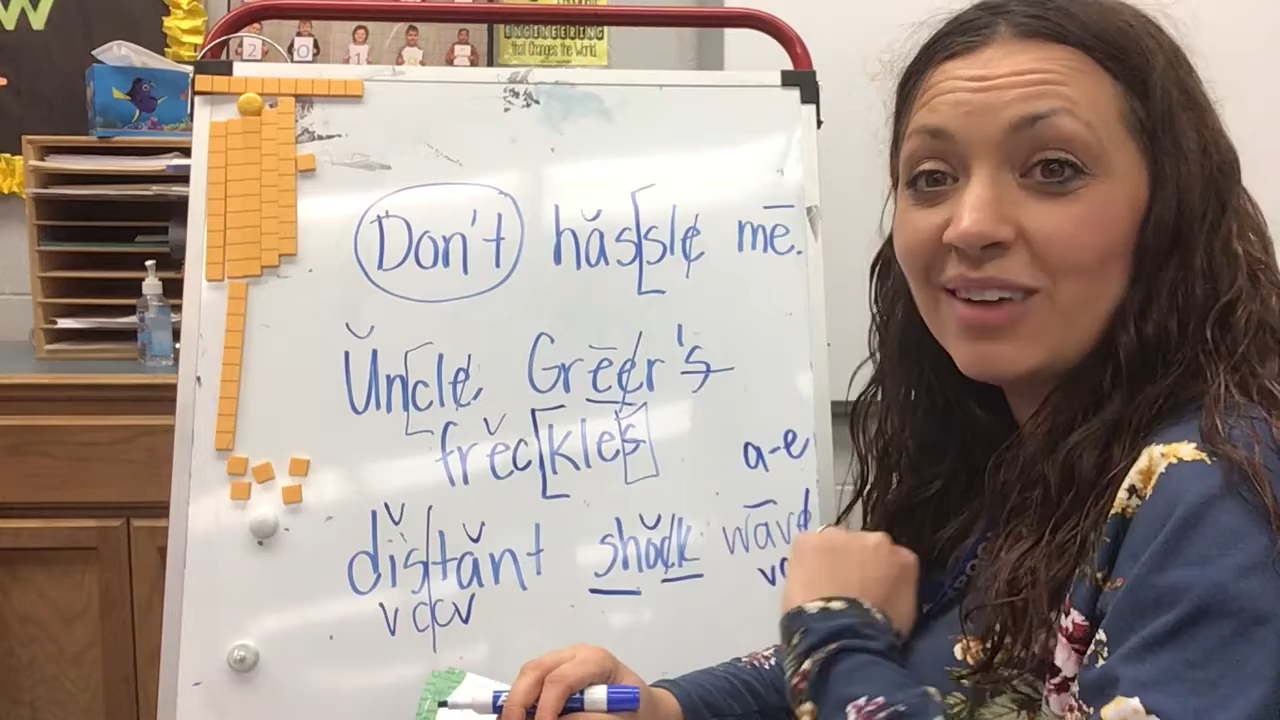 W
2 0 1
ENGINEERING
that Changes the World
Don't hassle me.
a-e
Uncle Greer's
freckles
distant shock wave
vccv